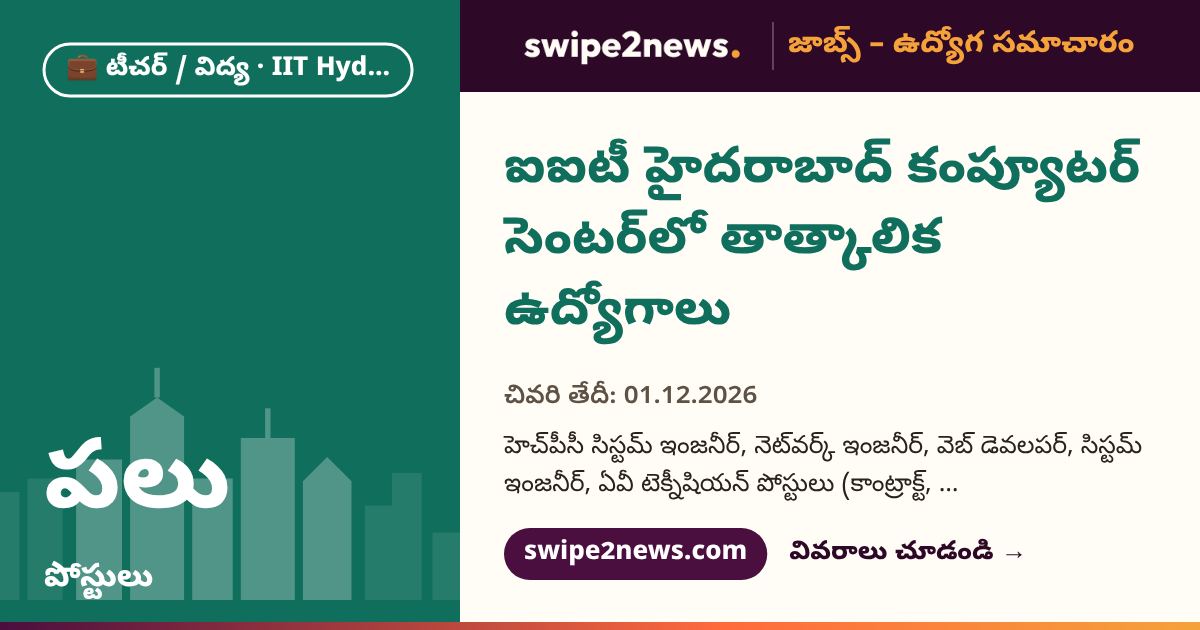 💼 టీచర్ / విద్య · IIT Hyd...
swipe2news.
జాబ్స్ – ఉద్యోగ సమాచారం
ఐఐటీ హైదరాబాద్ కంప్యూటర్
సెంటర్‌లో తాత్కాలిక
ఉద్యోగాలు
చివరి తేదీ: 01.12.2026
హెచ్‌పీసీ సిస్టమ్ ఇంజనీర్, నెట్‌వర్క్ ఇంజనీర్, వెబ్ డెవలపర్, సిస్టమ్
ఇంజనీర్, ఏవీ టెక్నీషియన్ పోస్టులు (కాంట్రాక్ట్, ...
పలు
పోస్టులు
swipe2news.com
వివరాలు చూడండి →